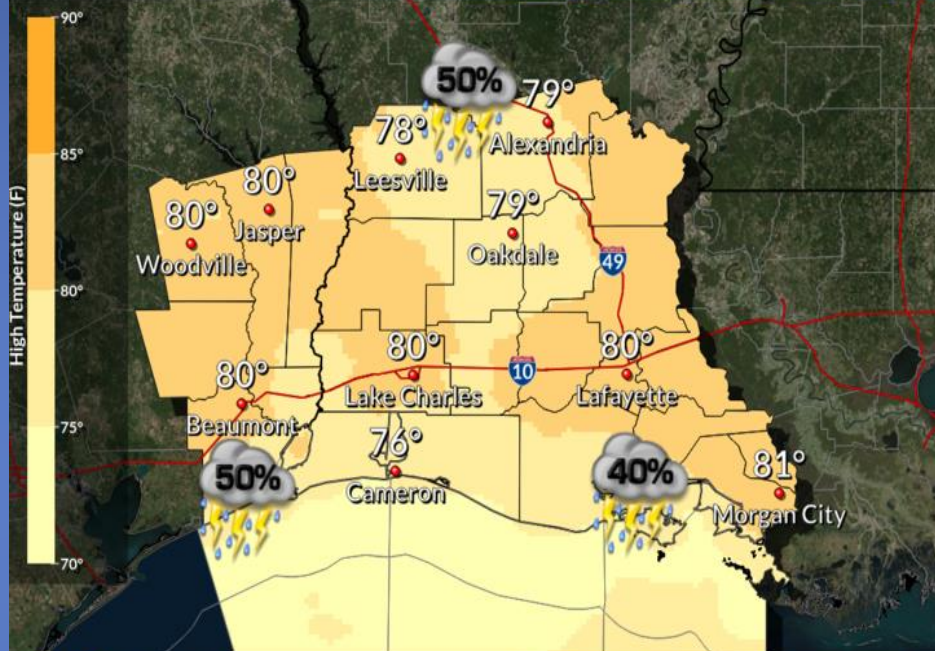 90°
85°
80°
75°
70°
High Temperature (F)
50%
79°
Alexandria
78°
Leesville
80°
Jasper
80°
Woodville
79°
Oakdale
49
80°
Beaumont
80°
Lake Charles
10
80°
Lafayette
76°
Cameron
50%
40%
81°
Morgan City